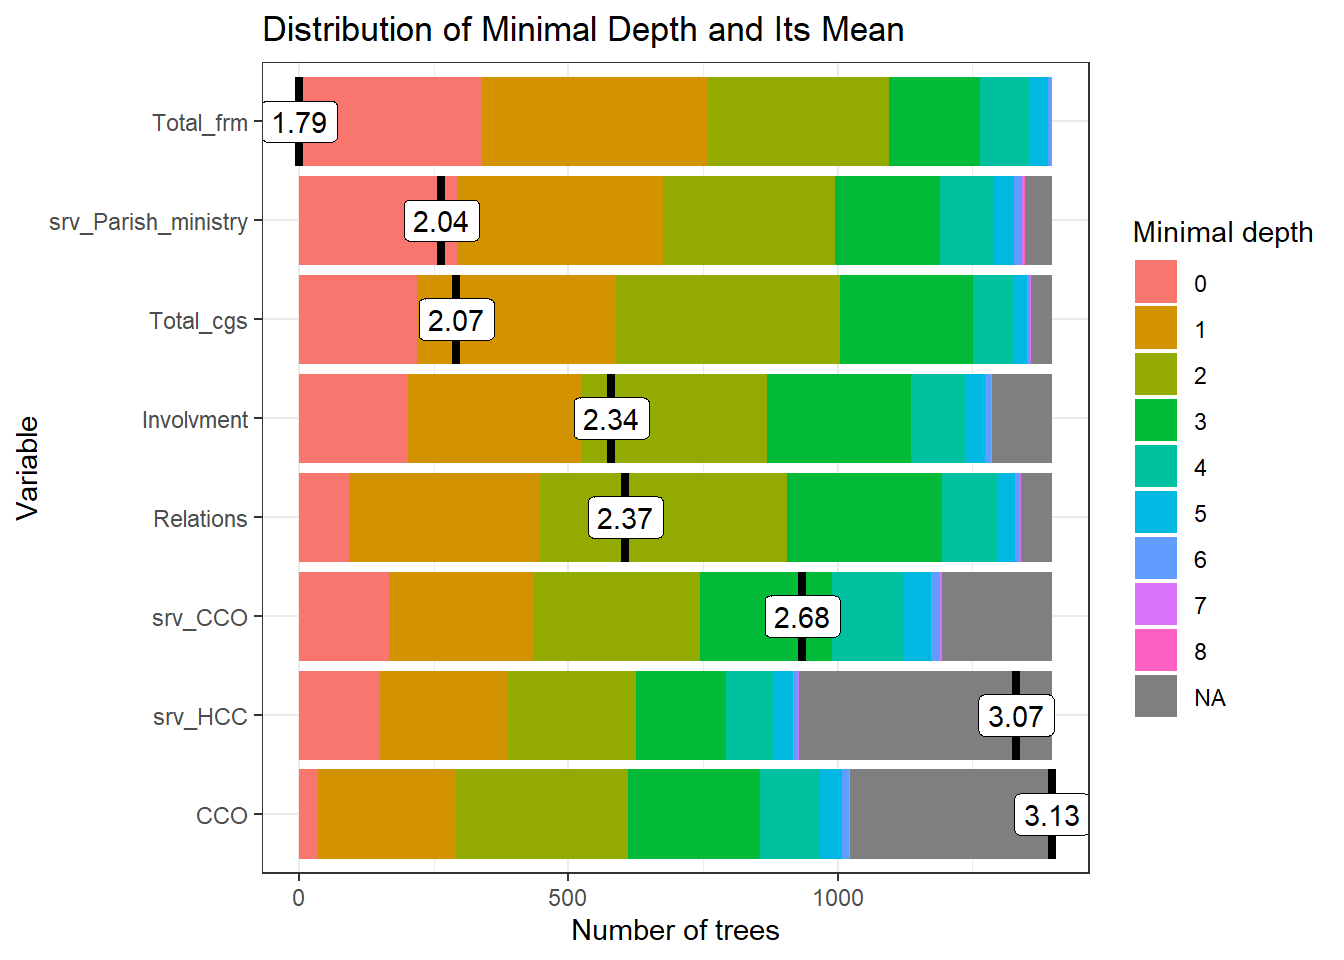 Distribution of Minimal Depth and Its Mean
Variable
Total_frm
1.79
srv_Parish_ministry
2.04
Total_cgs
2.07
Involvment
2.34
Relations
2.37
srv_CCO
2.68
srv_HCC
3.07
CCO
3.13
0
500
1000
Number of trees
Minimal depth
0
1
2
3
4
5
6
7
8
NA